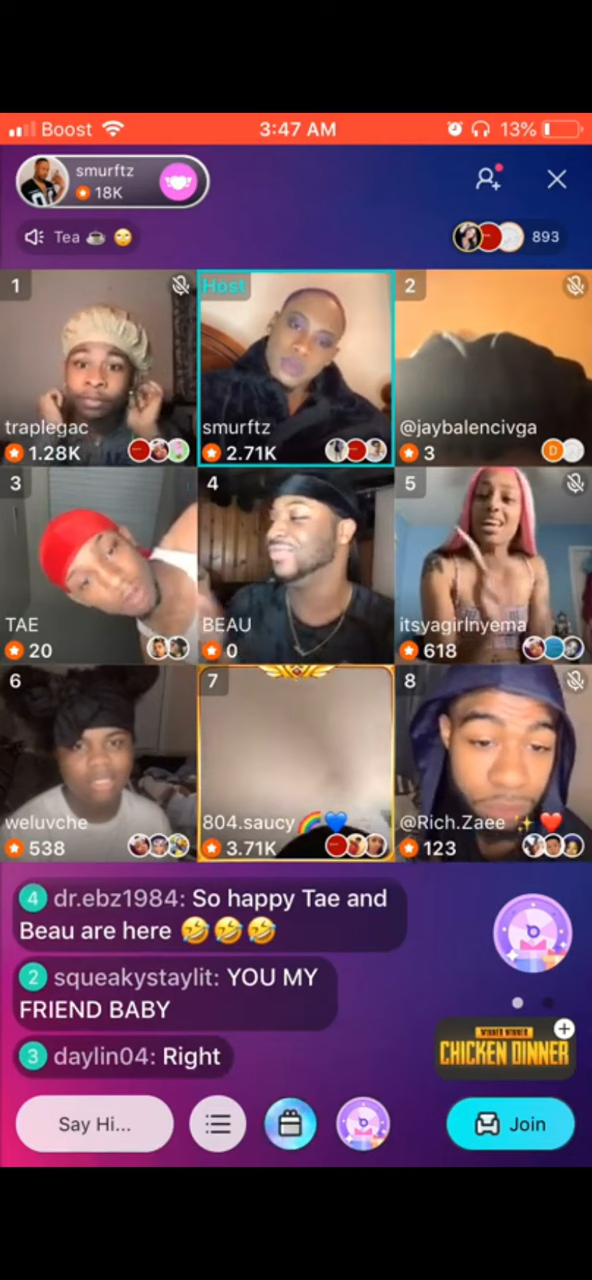 Boost 3:47 AM 13%
smurftz
18K
Tea ☕ 🙄
893
1
Host
2
traplegac
1.28K
smurftz
2.71K
@jaybalencivga
3
3
4
5
TAE
20
BEAU
0
itsyagirlnyema
618
6
7
8
weluvche
538
804.saucy 🌈💙
3.71K
@Rich.Zaee ✨ ❤️
123
4 dr.ebz1984: So happy Tae and
Beau are here 🤣🤣🤣
2 squeakystaylit: YOU MY
FRIEND BABY
3 daylin04: Right
WINNER WINNER
CHICKEN DINNER
Say Hi...
Join